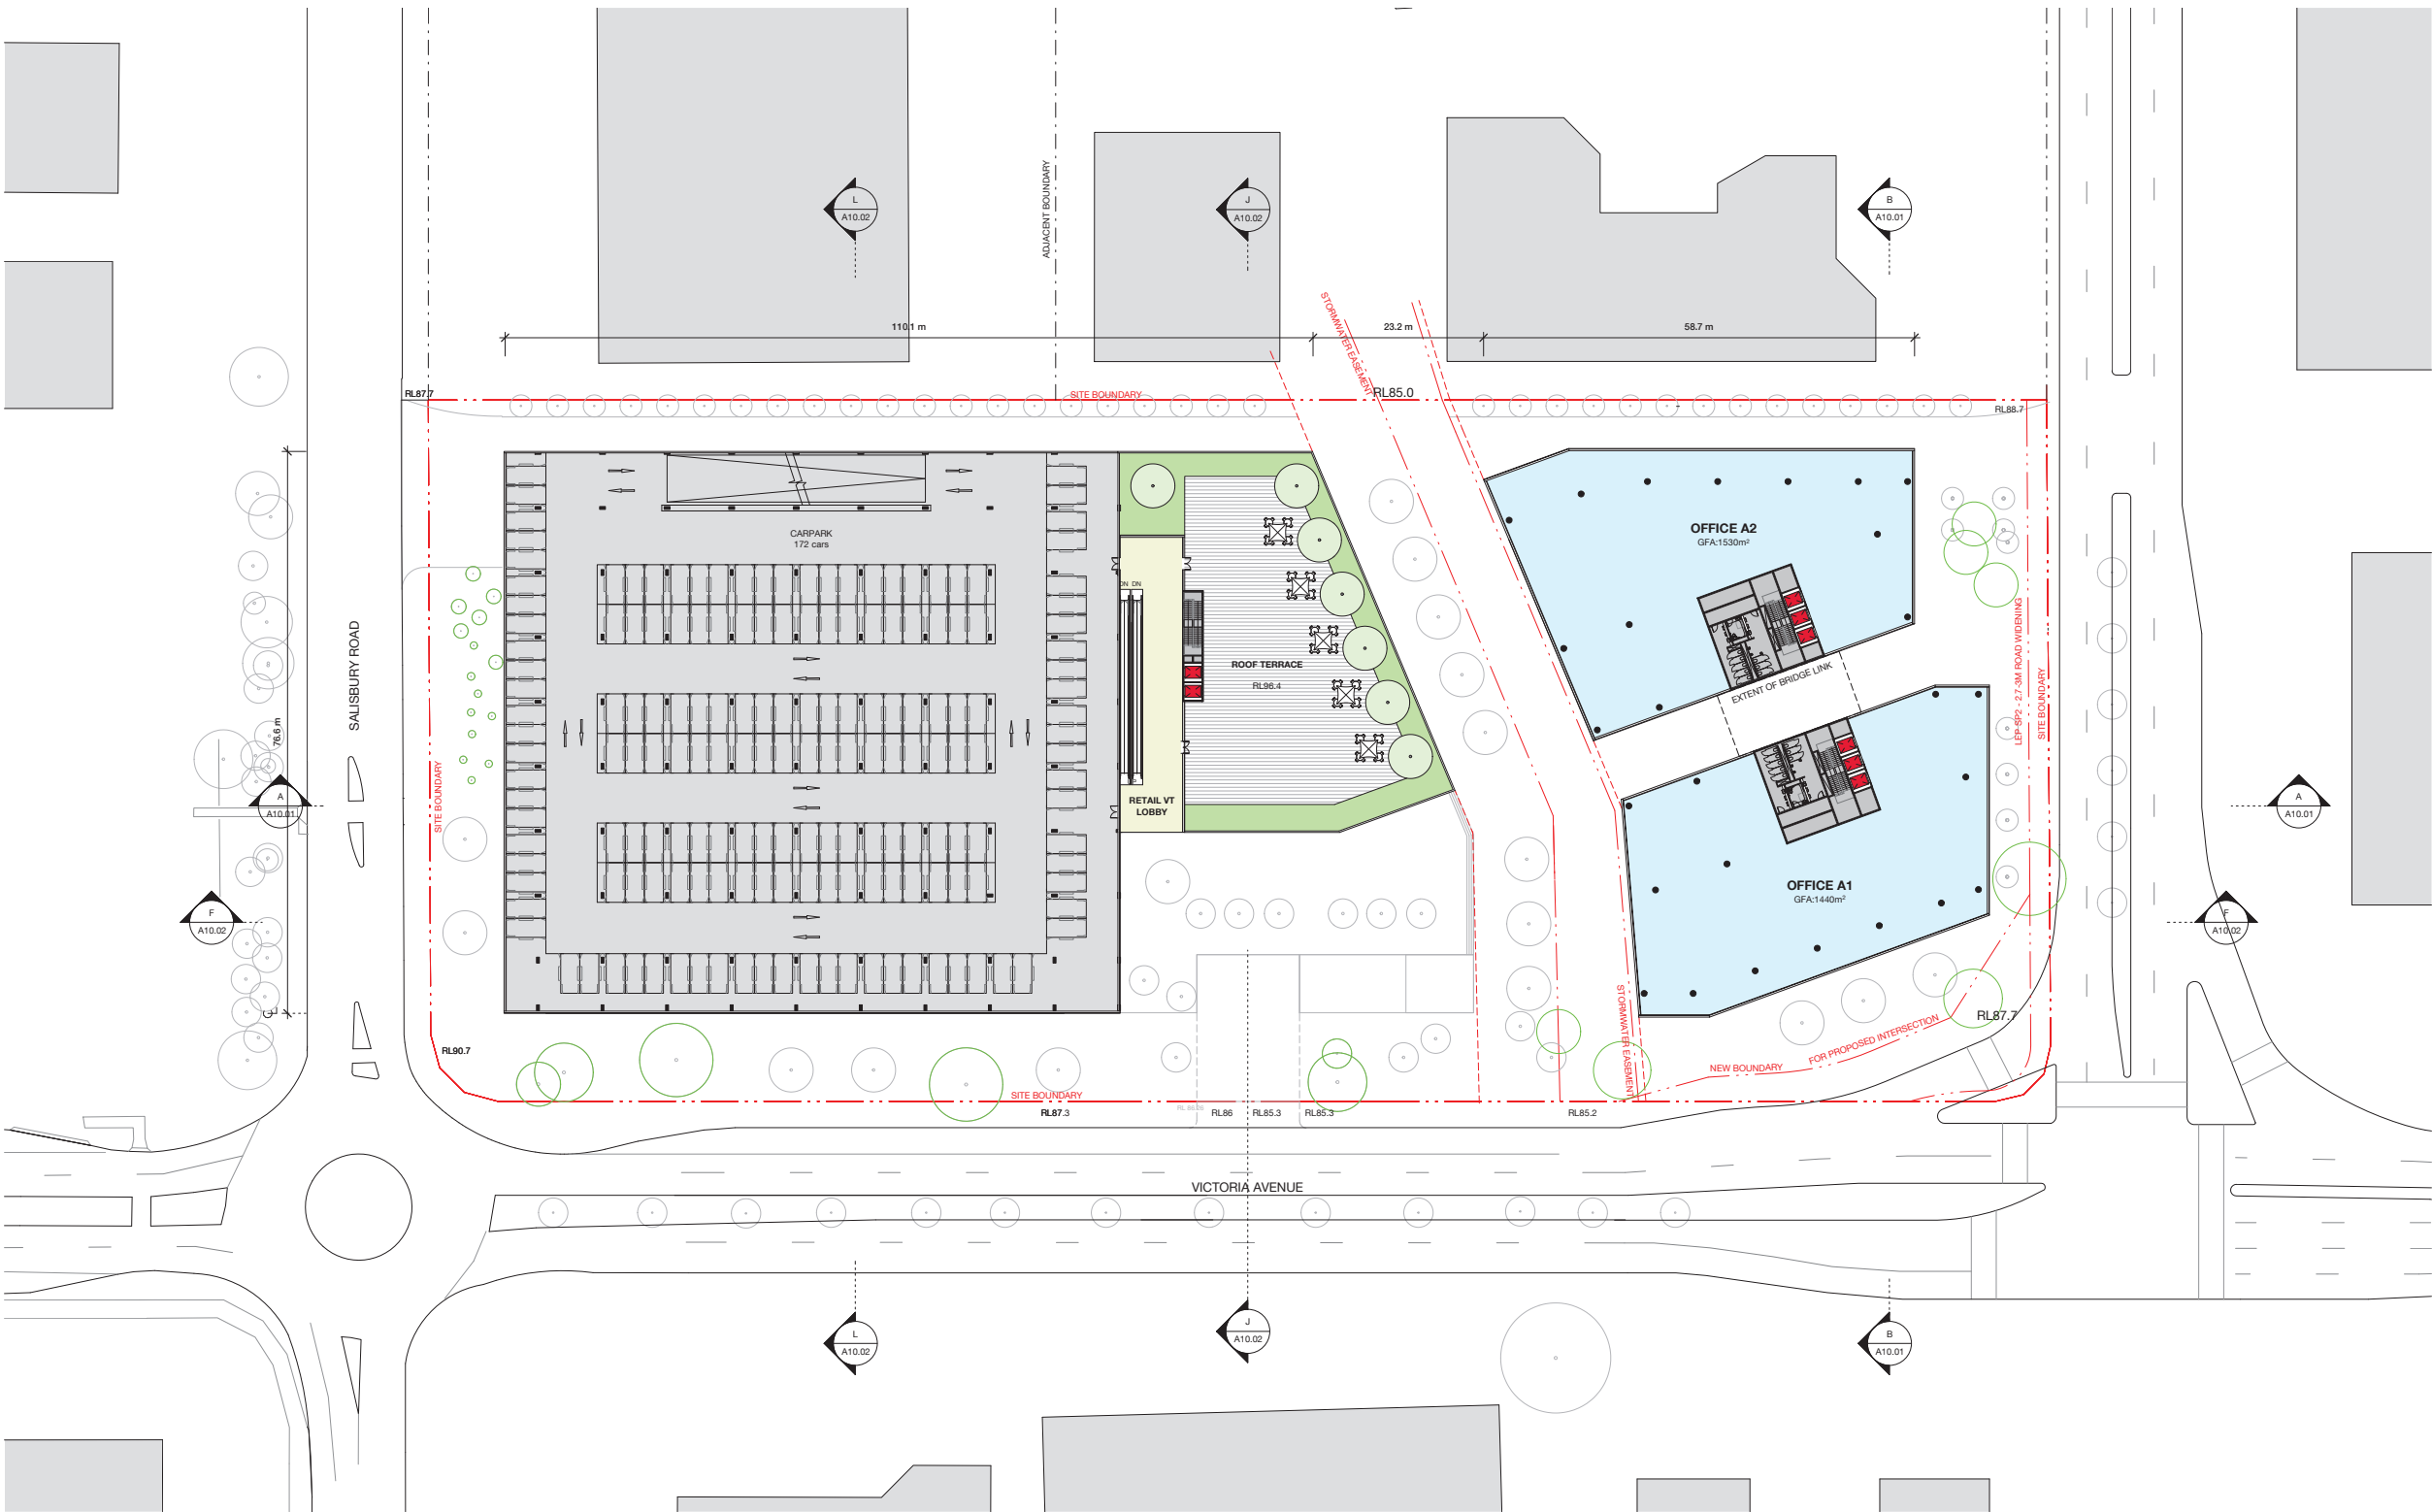 L
A10.02
J
A10.02
B
A10.01
ADJACENT BOUNDARY
110.1 m
23.2 m
58.7 m
STORMWATER EASEMENT
RL87.7
SITE BOUNDARY
RL85.0
RL88.7
CARPARK
172 cars
OFFICE A2
GFA:1530m²
DN DN
SALISBURY ROAD
ROOF TERRACE
RL96.4
EXTENT OF BRIDGE LINK
LEP SP2 - 2.7-3M ROAD WIDENING
SITE BOUNDARY
76.6 m
SITE BOUNDARY
A
A10.01
RETAIL VT
LOBBY
A
A10.01
OFFICE A1
GFA:1440m²
F
A10.02
F
A10.02
STORMWATER EASEMENT
RL87.7
FOR PROPOSED INTERSECTION
NEW BOUNDARY
RL90.7
SITE BOUNDARY
RL87.3
RL86
RL85.3
RL85.3
RL85.2
VICTORIA AVENUE
L
A10.02
J
A10.02
B
A10.01